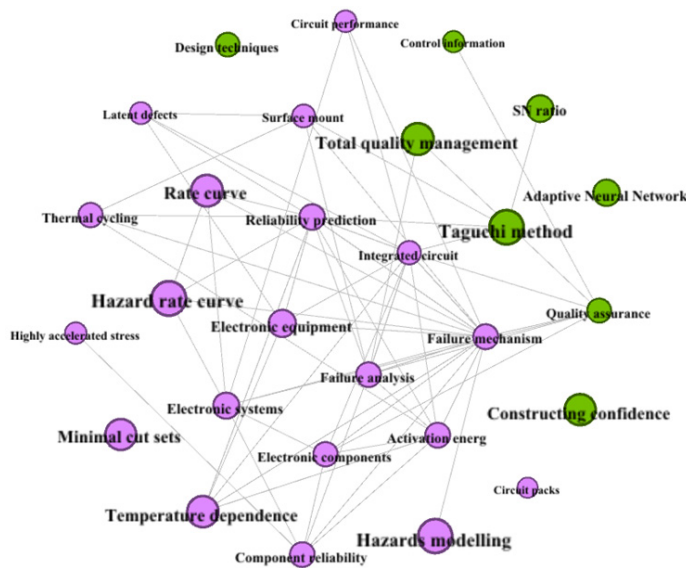 Circuit performance
Design techniques
Control information
Latent defects
Surface mount
SN ratio
Total quality management
Rate curve
Adaptive Neural Network
Thermal cycling
Reliability prediction
Taguchi method
Integrated circuit
Hazard rate curve
Quality assurance
Electronic equipment
Highly accelerated stress
Failure mechanism
Failure analysis
Electronic systems
Constructing confidence
Minimal cut sets
Activation energ
Electronic components
Circuit packs
Temperature dependence
Hazards modelling
Component reliability